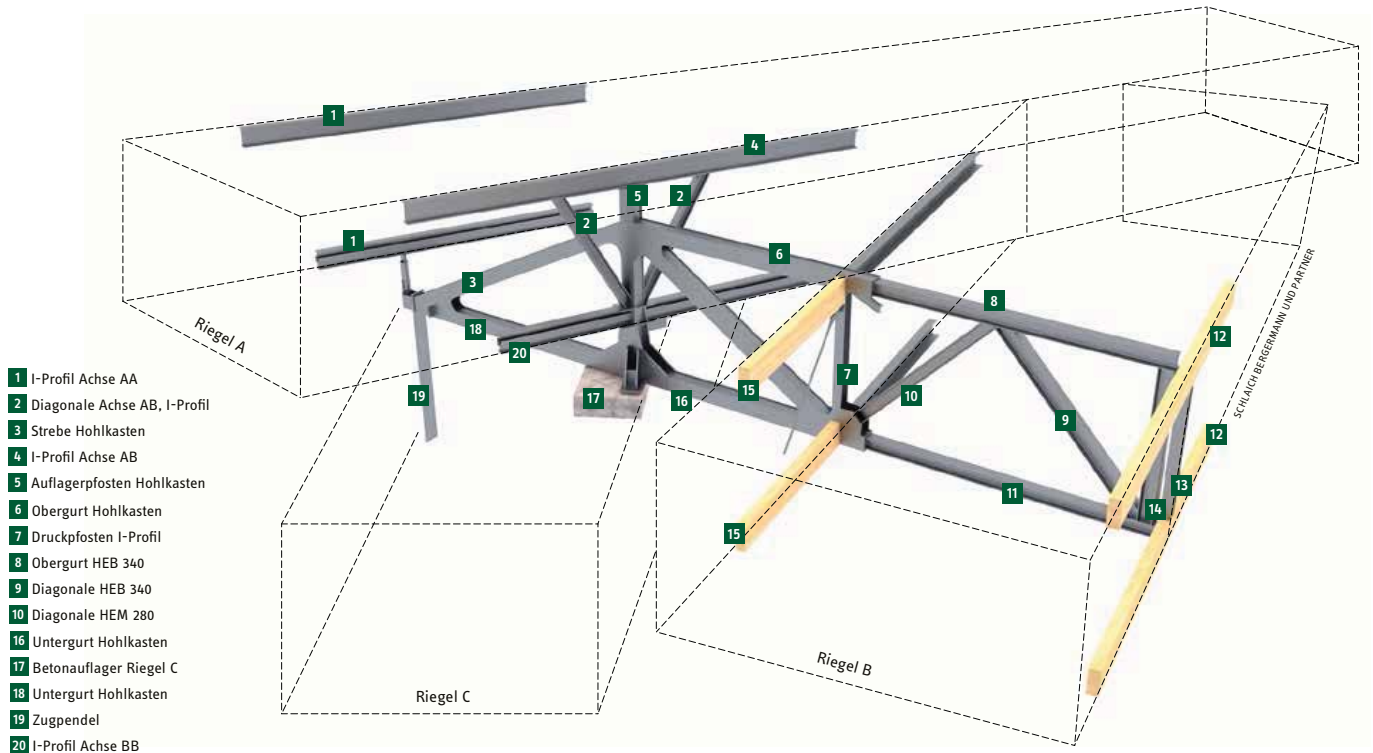 1
4
5
2
2
1
6
3
8
12
18
20
Riegel A
SCHLAICH BERGERMANN UND PARTNER
1 I-Profil Achse AA
2 Diagonale Achse AB, I-Profil
3 Strebe Hohlkasten
4 I-Profil Achse AB
5 Auflagerpfosten Hohlkasten
6 Obergurt Hohlkasten
7 Druckpfosten I-Profil
8 Obergurt HEB 340
9 Diagonale HEB 340
10 Diagonale HEM 280
16 Untergurt Hohlkasten
17 Betonauflager Riegel C
18 Untergurt Hohlkasten
19 Zugpendel
20 I-Profil Achse BB
19
17
16
15
7
10
9
12
11
13
14
15
Riegel C
Riegel B